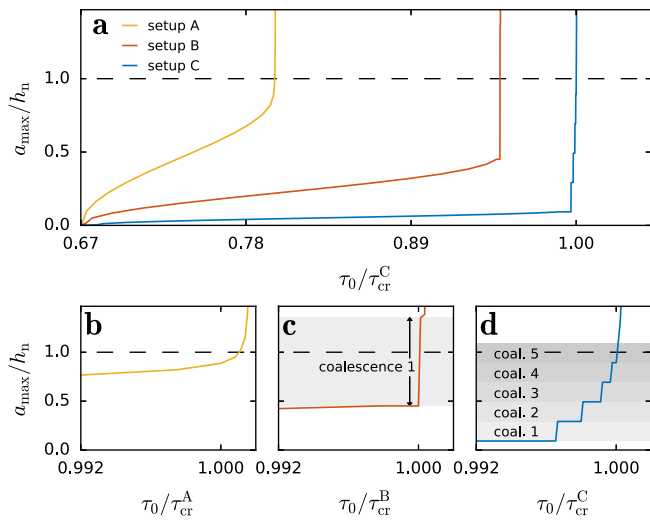 a
setup A
setup B
setup C
a_max/h_n
1.0
0.5
0.0
0.67
0.78
0.89
1.00
τ_0/τ_cr^C
b
a_max/h_n
1.0
0.5
0.0
0.992
1.000
τ_0/τ_cr^A
c
coalescence 1
0.992
1.000
τ_0/τ_cr^B
d
coal. 5
coal. 4
coal. 3
coal. 2
coal. 1
0.992
1.000
τ_0/τ_cr^C